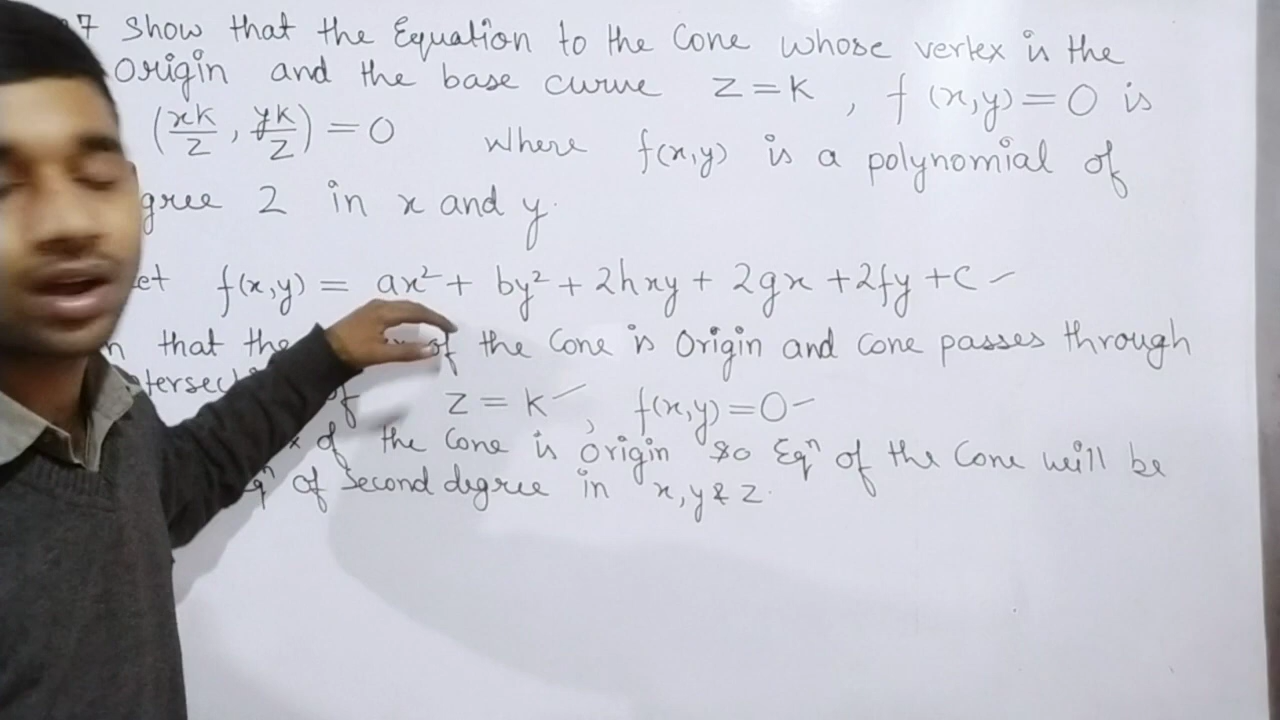 7 Show that the Equation to the Cone whose vertex is the
Origin and the base curve z = k , f (x,y) = 0 is
(xk/z , yk/z) = 0 where f(x,y) is a polynomial of
gree 2 in x and y.
et f(x,y) = ax² + by² + 2hxy + 2gx + 2fy + c
n that the of the Cone is Origin and Cone passes through
tersec of z = k , f(x,y) = 0
x of the Cone is origin so Eqⁿ of the Cone will be
qⁿ of Second degree in x, y & z.